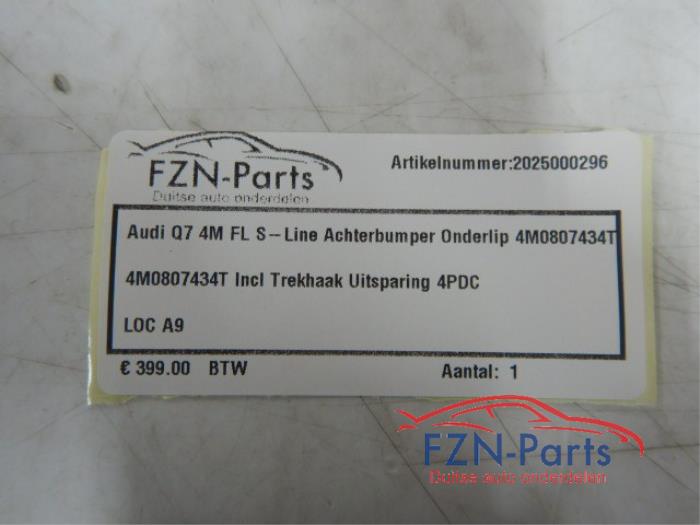 FZN-Parts
Duitse auto onderdelen
Artikelnummer:2025000296
Audi Q7 4M FL S-Line Achterbumper Onderlip 4M0807434T
4M0807434T Incl Trekhaak Uitsparing 4PDC
LOC A9
€ 399.00 BTW
Aantal: 1
FZN-Parts
Duitse auto onderdelen